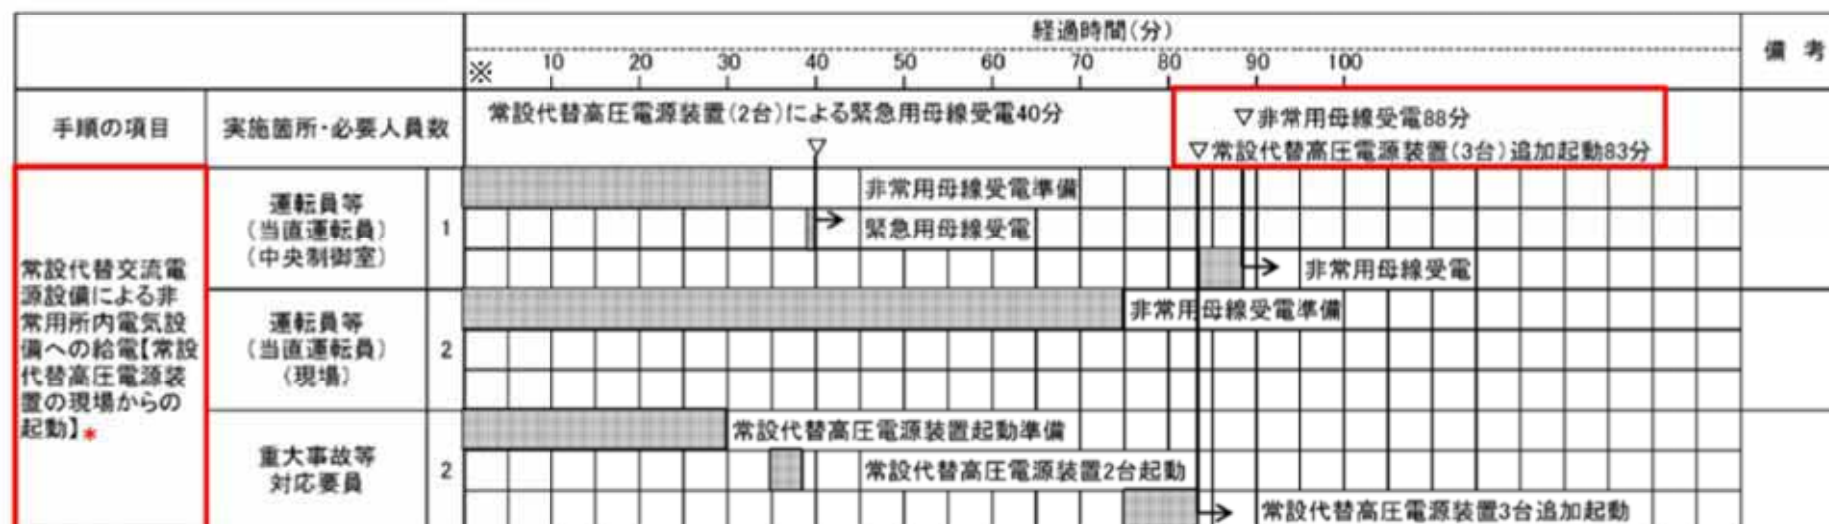 経過時間(分)
備 考
※ 10 20 30 40 50 60 70 80 90 100
手順の項目
実施箇所・必要人員数
常設代替高圧電源装置(2台)による緊急用母線受電40分
▽
▽非常用母線受電88分
▽常設代替高圧電源装置(3台)追加起動83分
常設代替交流電
源設備による非
常用所内電気設
備への給電【常設
代替高圧電源装
置の現場からの
起動】*
運転員等
(当直運転員)
(中央制御室)
1
非常用母線受電準備
緊急用母線受電
非常用母線受電
運転員等
(当直運転員)
(現場)
2
非常用母線受電準備
重大事故等
対応要員
2
常設代替高圧電源装置起動準備
常設代替高圧電源装置2台起動
常設代替高圧電源装置3台追加起動